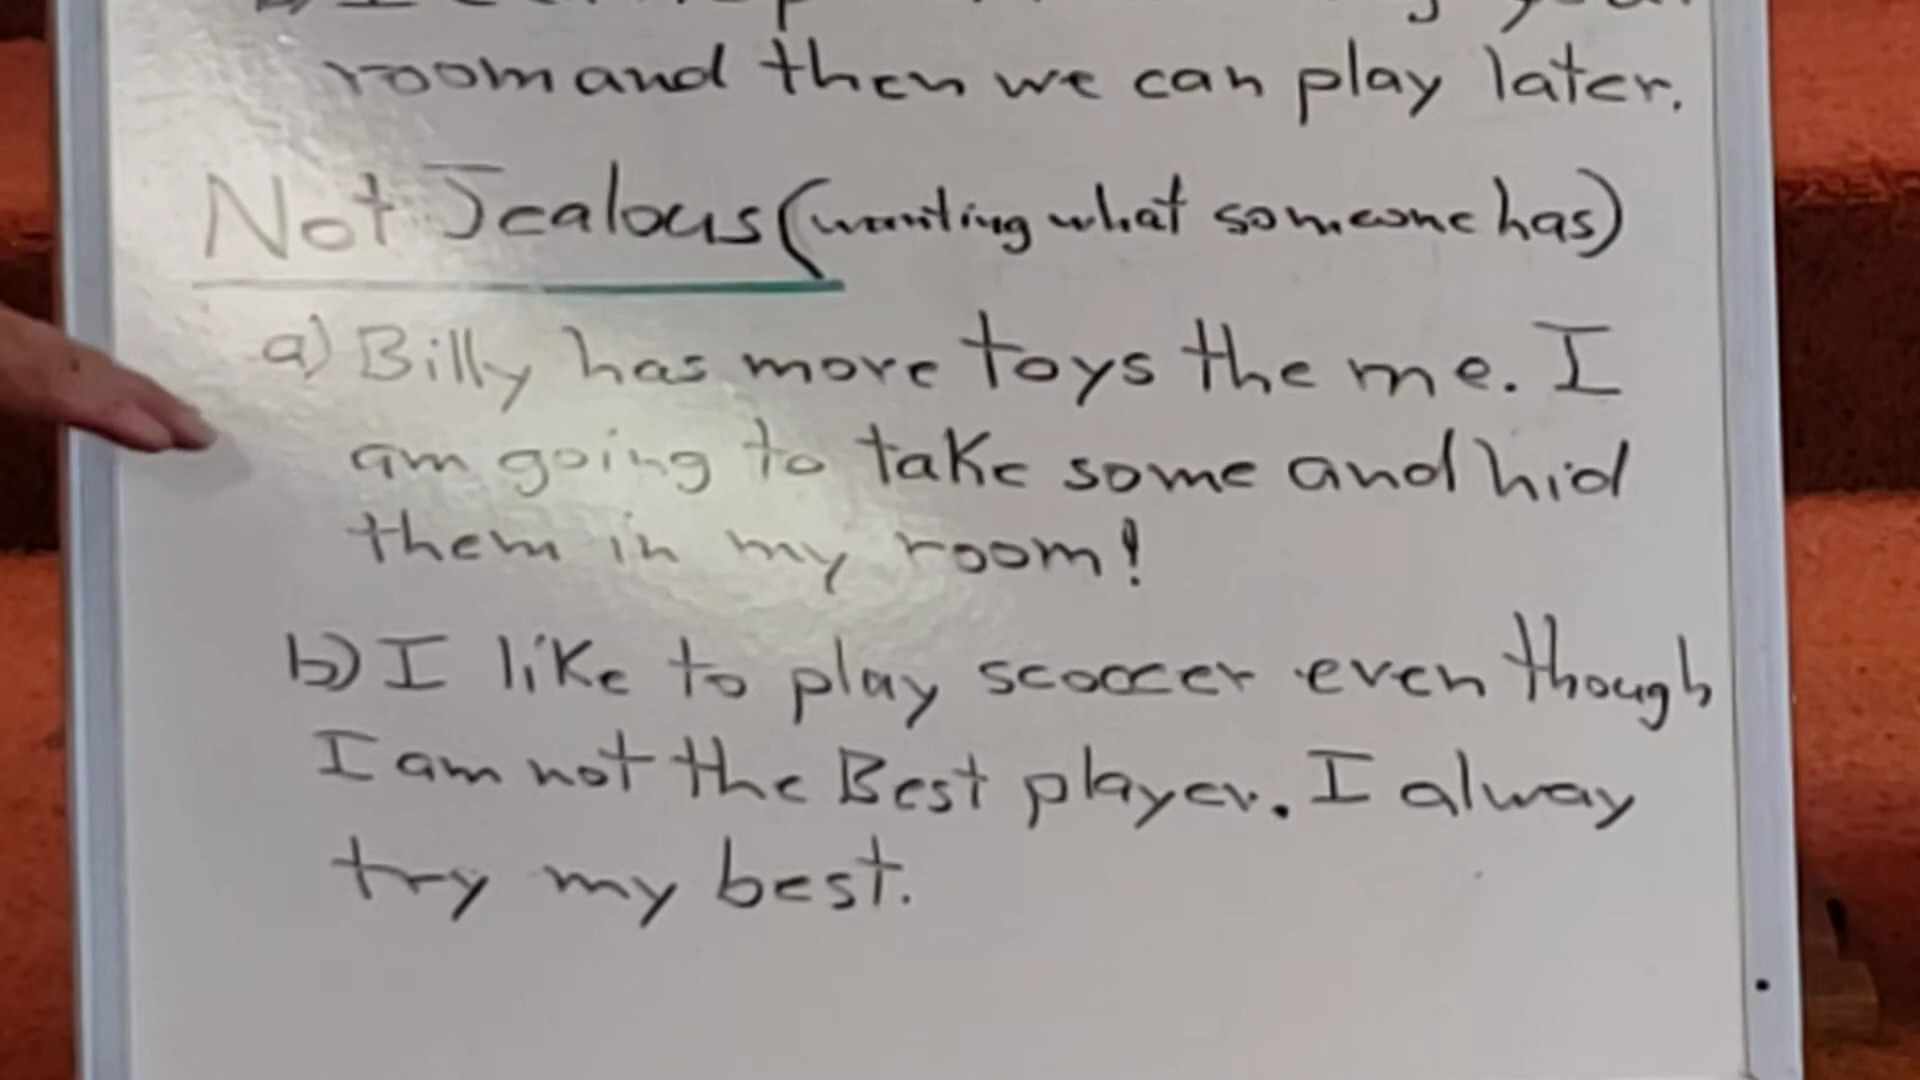 room and then we can play later.
Not Jealous (wanting what someone has)
a) Billy has more toys the me. I
am going to take some and hid
them in my room!
b) I like to play scoccer even though
I am not the Best player. I alway
try my best.